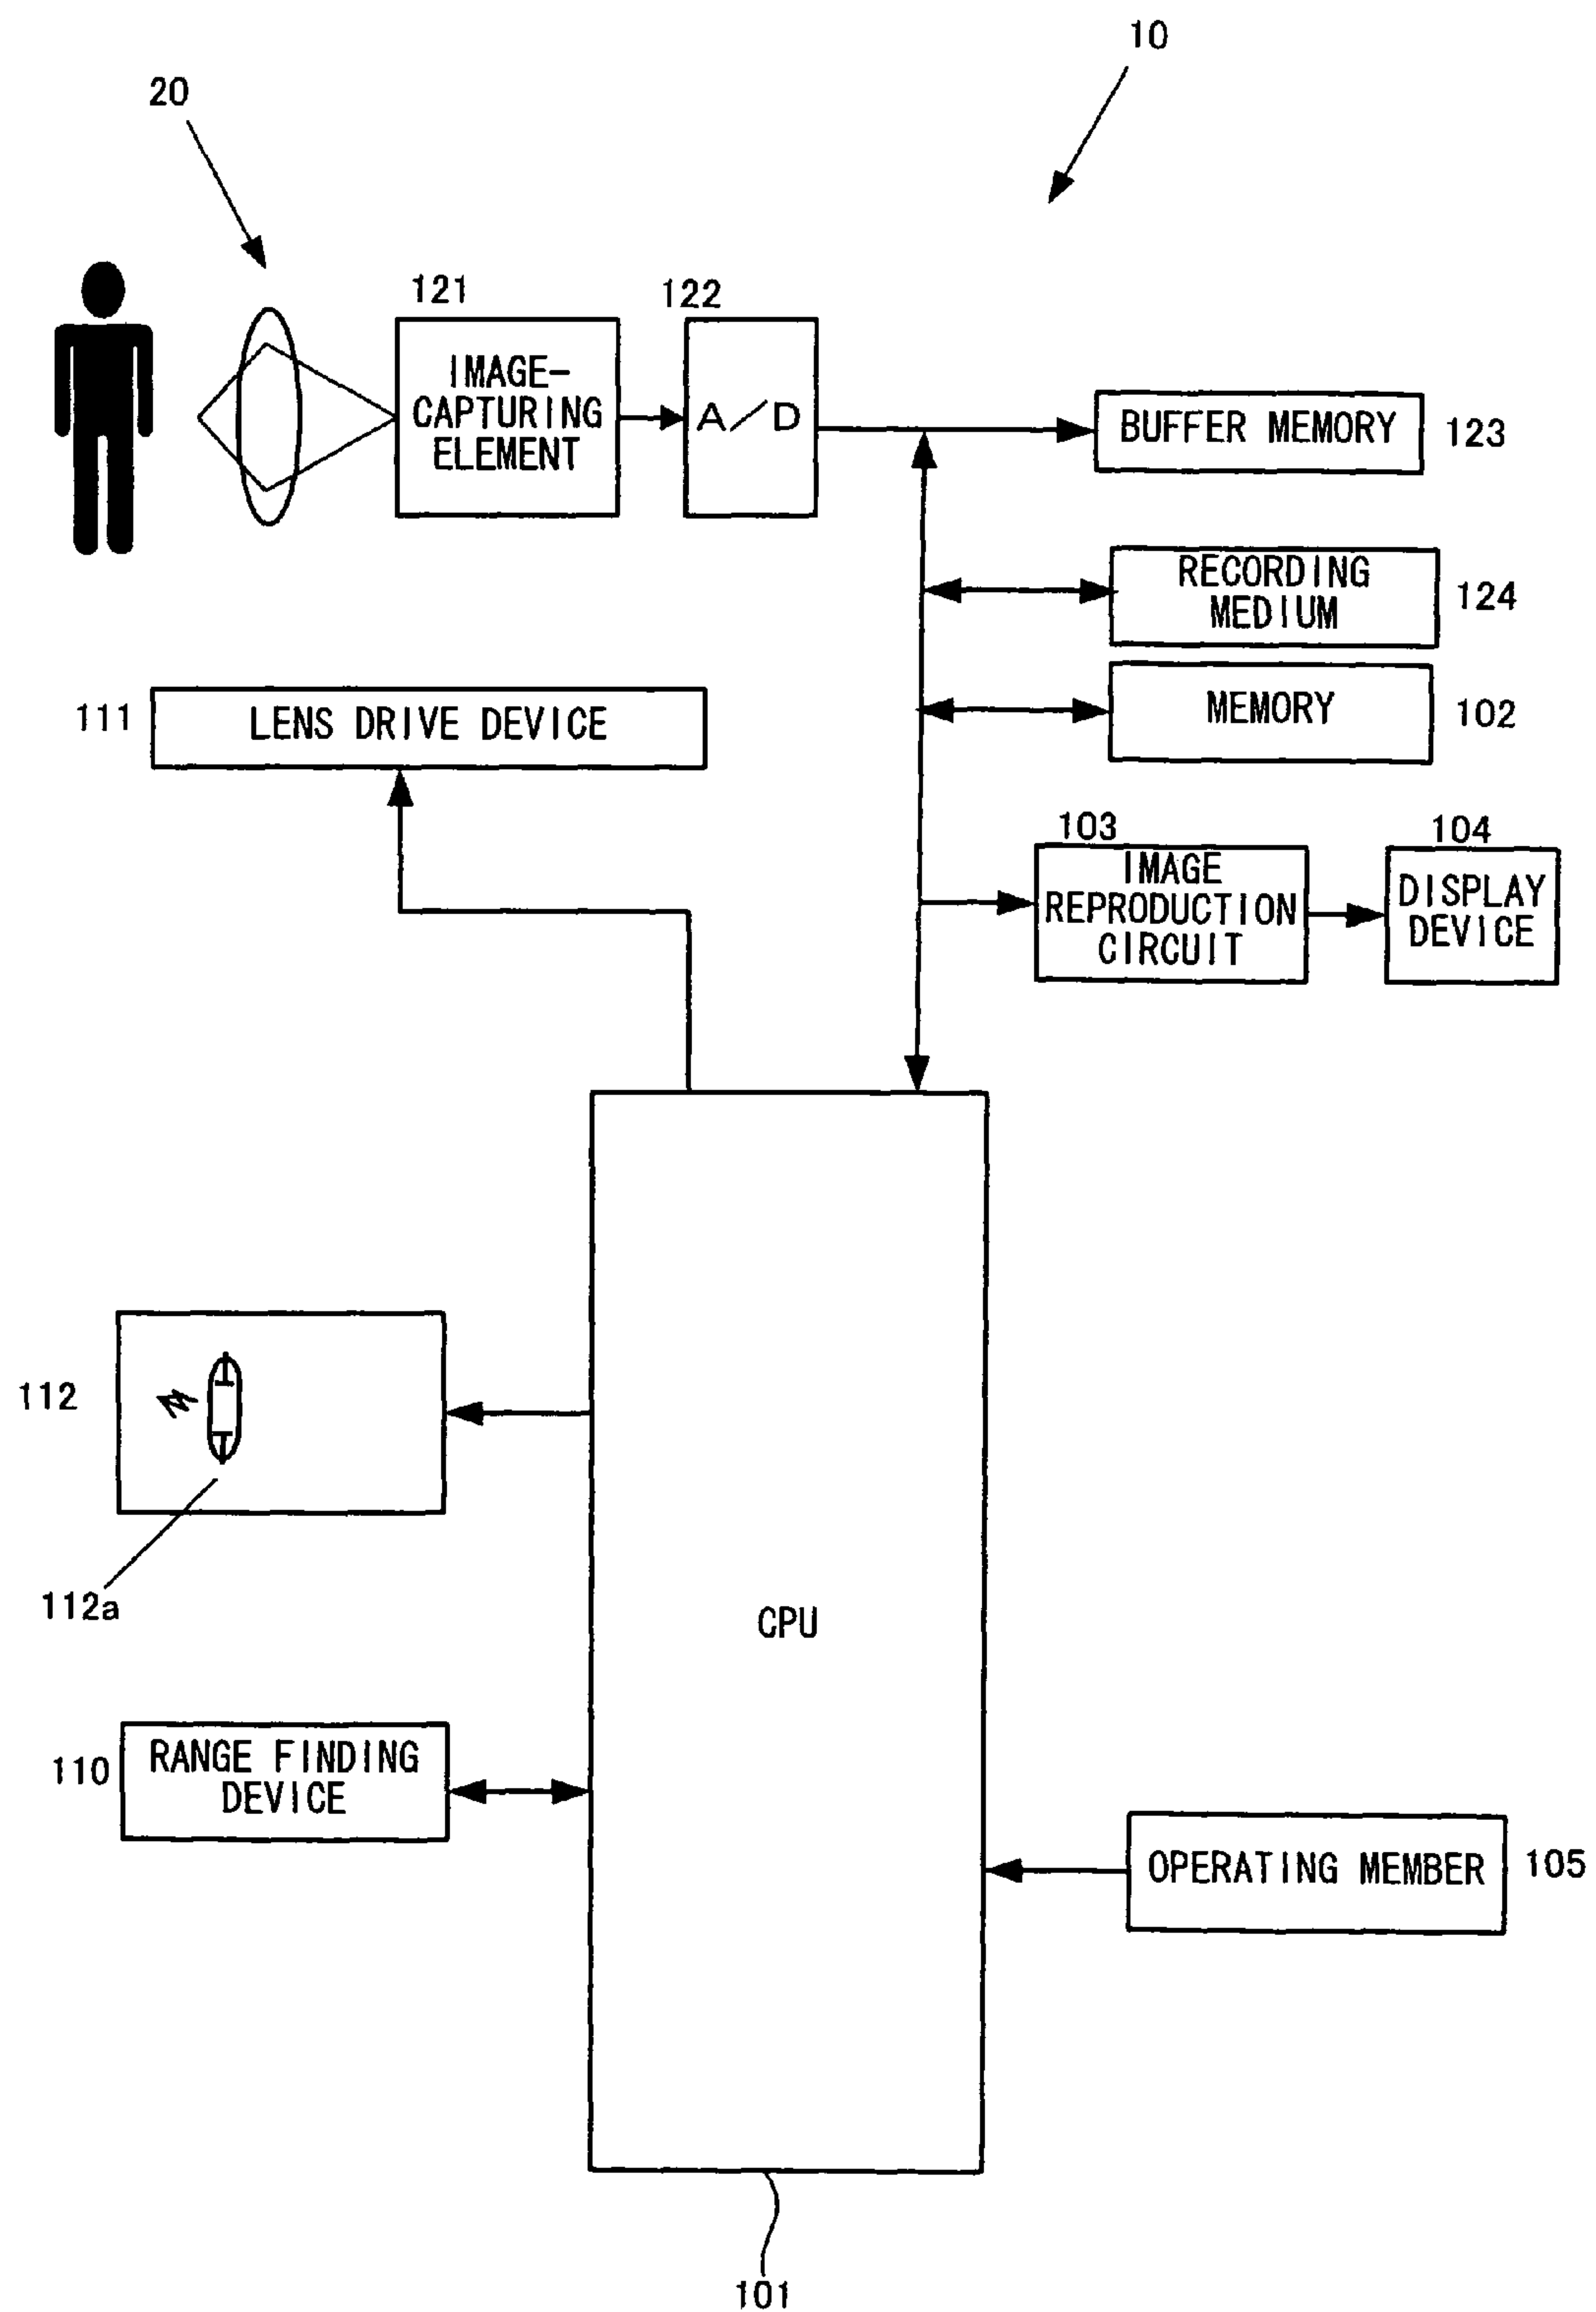 10
20
121
122
IMAGE-
CAPTURING
ELEMENT
A/D
BUFFER MEMORY
123
RECORDING
MEDIUM
124
111
LENS DRIVE DEVICE
MEMORY
102
103
104
IMAGE
REPRODUCTION
CIRCUIT
DISPLAY
DEVICE
112
112a
CPU
110
RANGE FINDING
DEVICE
OPERATING MEMBER
105
101